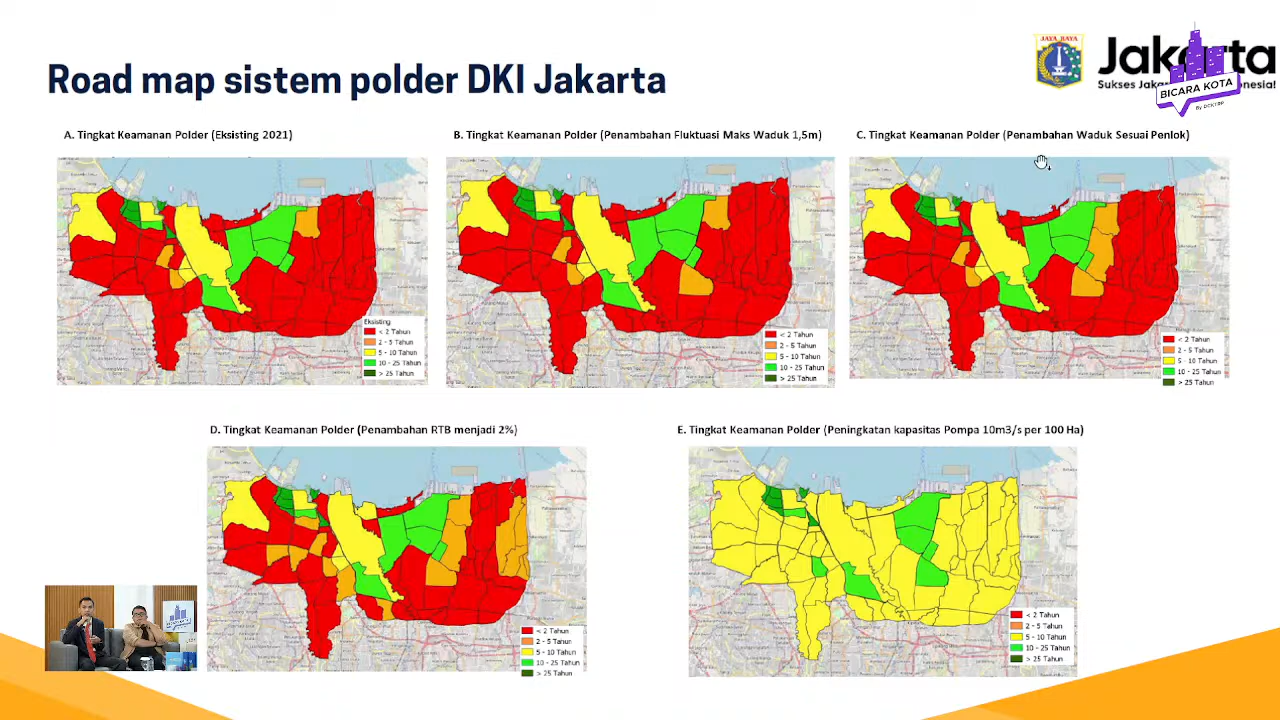 JAYA RAYA
Jakarta
Sukses Jak
onesia!
BICARA KOTA
Road map sistem polder DKI Jakarta
A. Tingkat Keamanan Polder (Eksisting 2021)
B. Tingkat Keamanan Polder (Penambahan Fluktuasi Maks Waduk 1,5m)
C. Tingkat Keamanan Polder (Penambahan Waduk Sesuai Penlok)
Eksisting
< 2 Tahun
2 - 5 Tahun
5 - 10 Tahun
10 - 25 Tahun
> 25 Tahun
< 2 Tahun
2 - 5 Tahun
5 - 10 Tahun
10 - 25 Tahun
> 25 Tahun
< 2 Tahun
2 - 5 Tahun
5 - 10 Tahun
10 - 25 Tahun
> 25 Tahun
D. Tingkat Keamanan Polder (Penambahan RTB menjadi 2%)
E. Tingkat Keamanan Polder (Peningkatan kapasitas Pompa 10m3/s per 100 Ha)
< 2 Tahun
2 - 5 Tahun
5 - 10 Tahun
10 - 25 Tahun
> 25 Tahun
< 2 Tahun
2 - 5 Tahun
5 - 10 Tahun
10 - 25 Tahun
> 25 Tahun